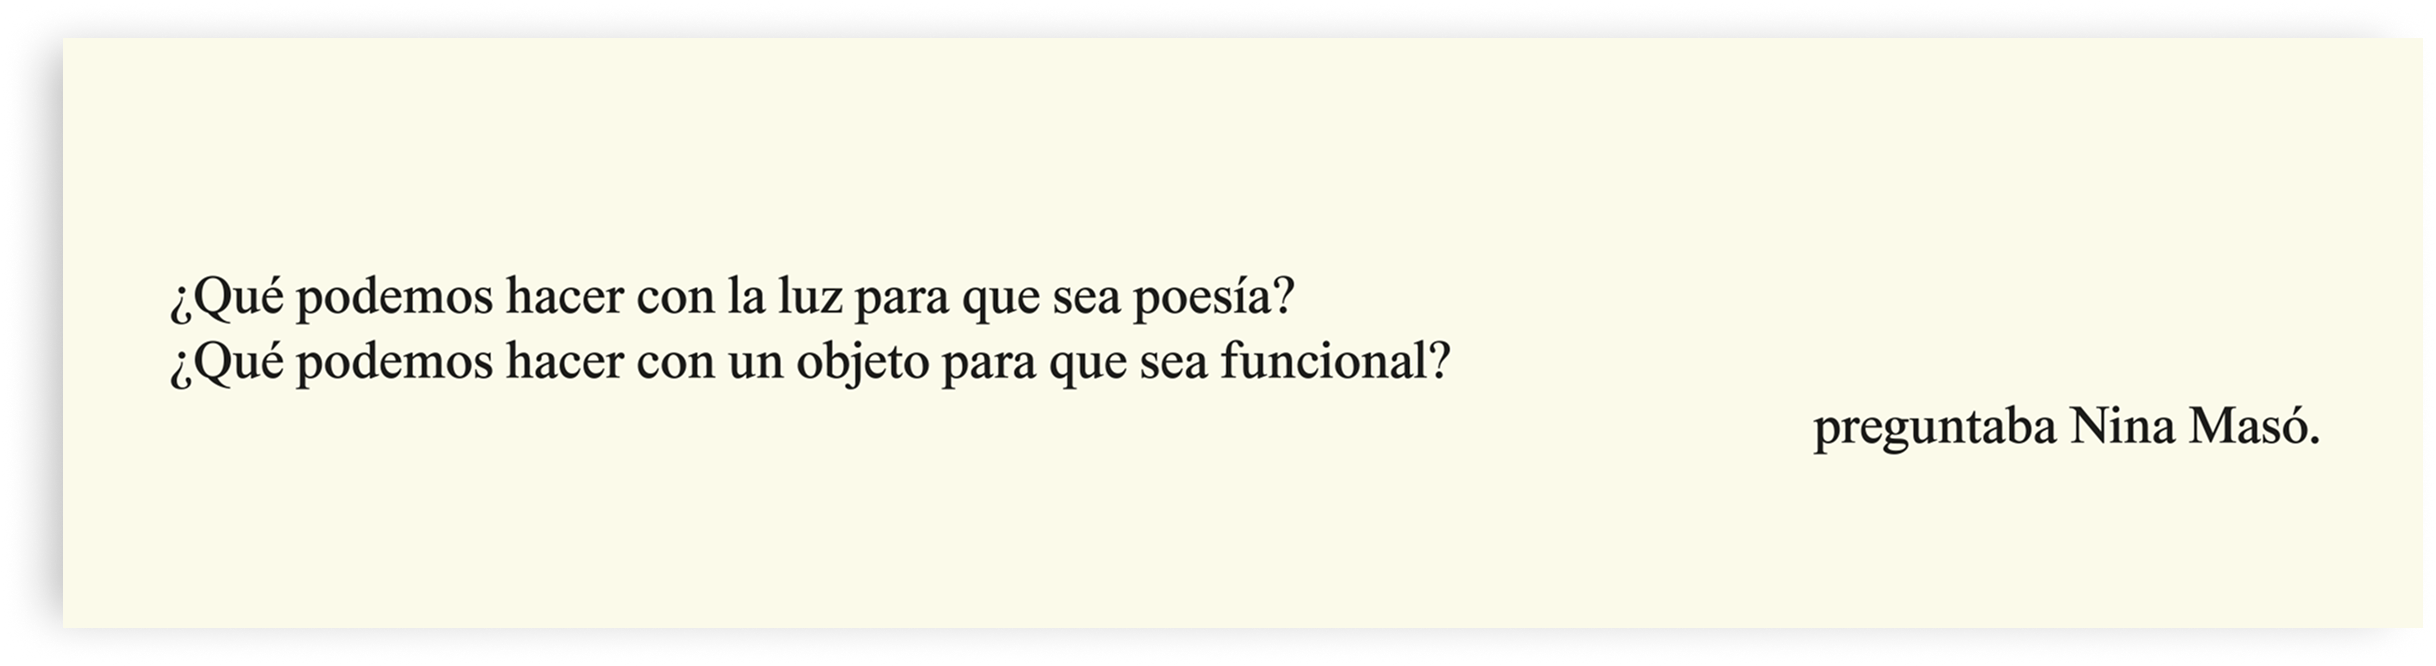 ¿Qué podemos hacer con la luz para que sea poesía?
¿Qué podemos hacer con un objeto para que sea funcional?
preguntaba Nina Masó.